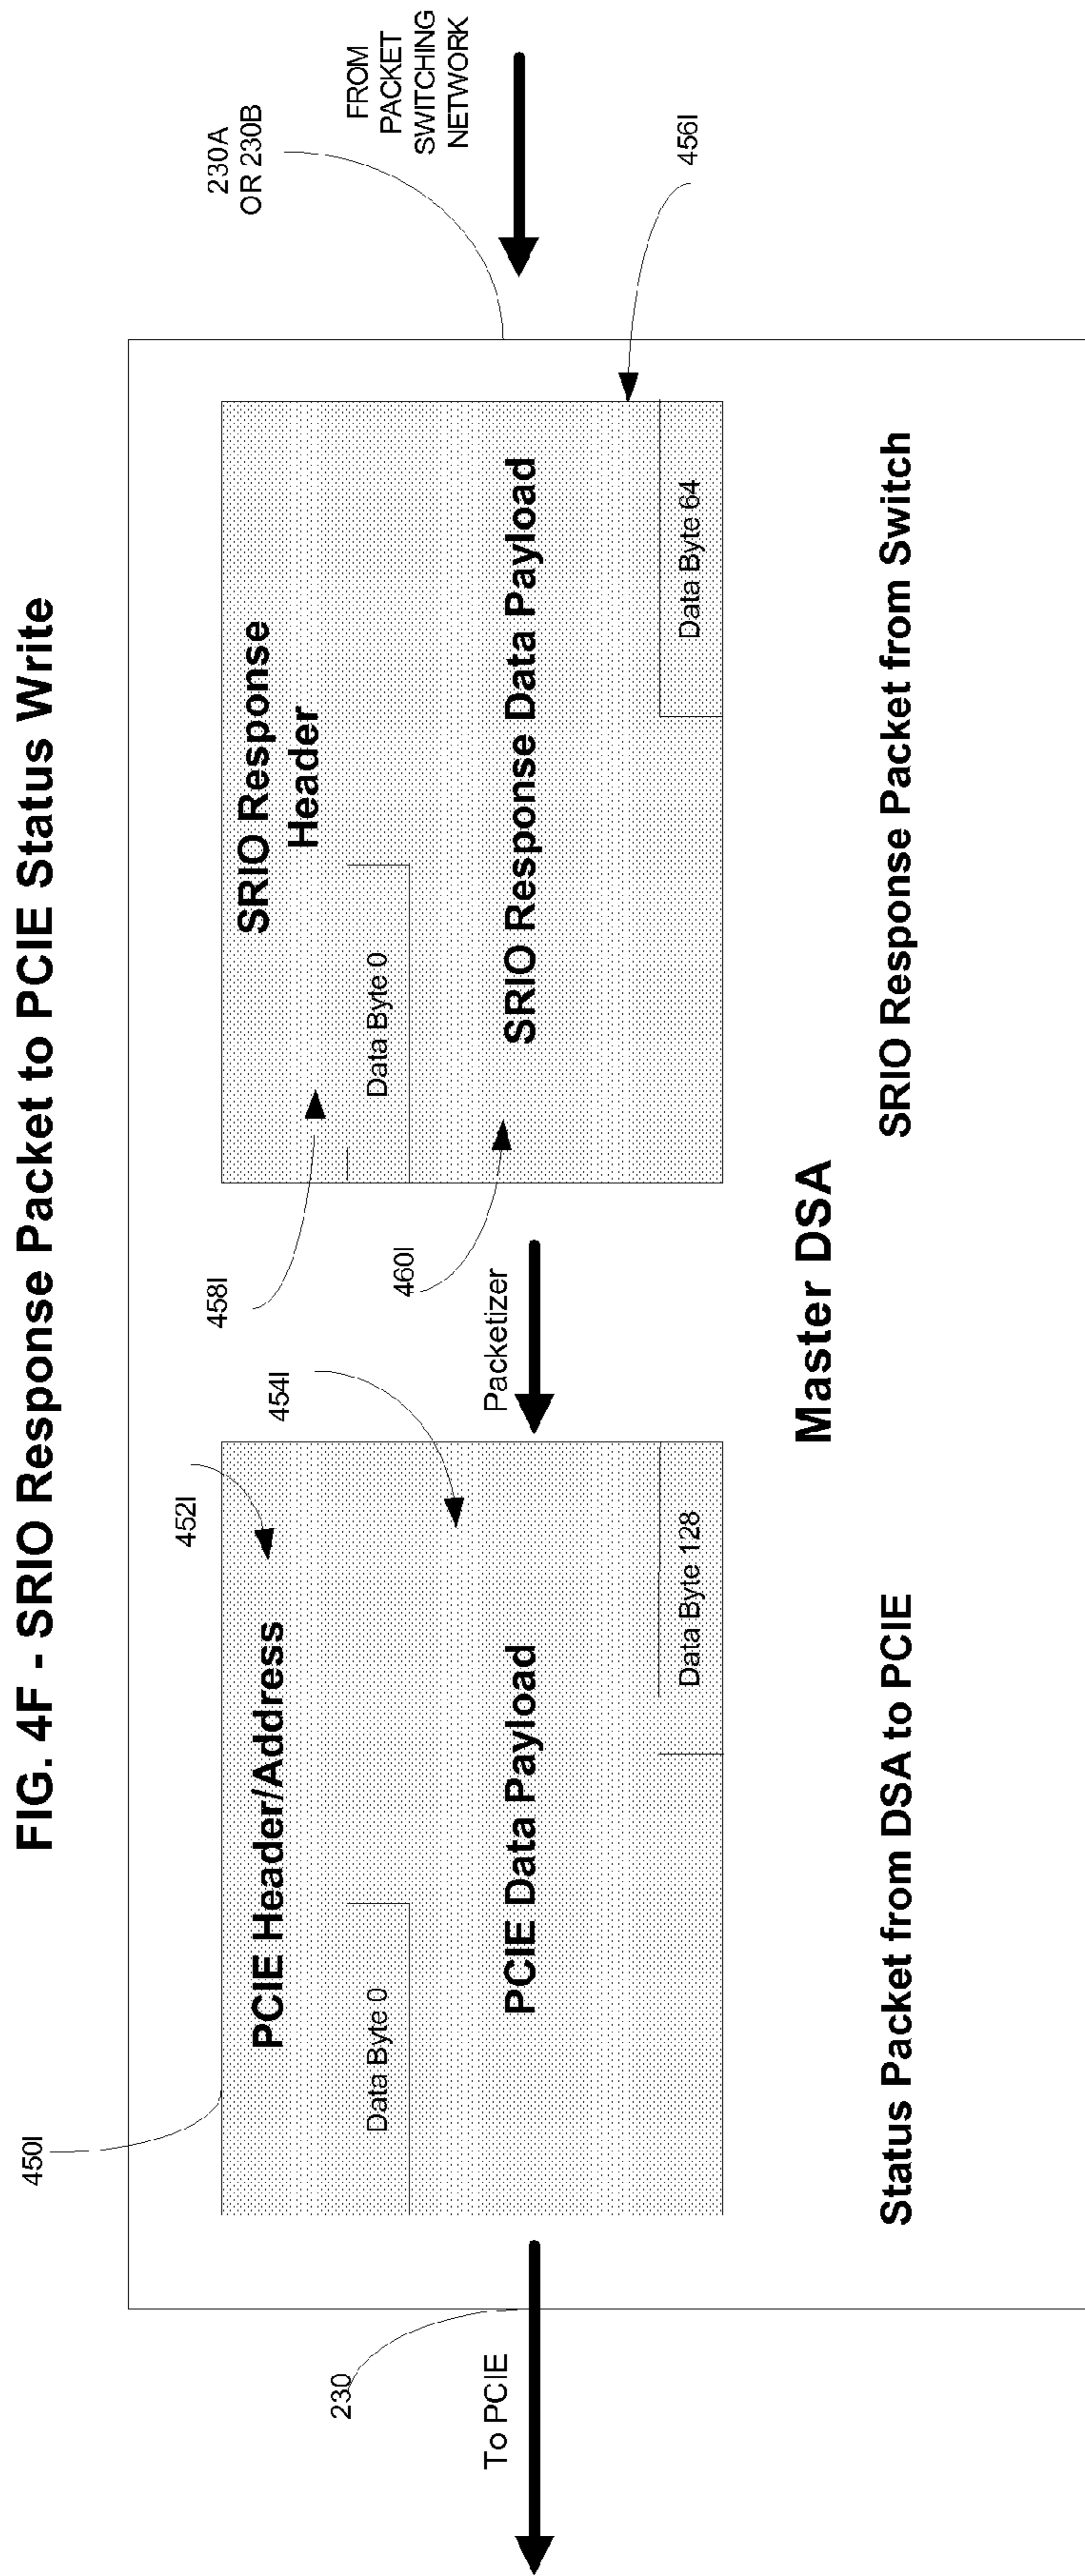 FIG. 4F - SRIO Response Packet to PCIE Status Write
450I
452I
454I
458I
460I
230A
OR 230B
FROM
PACKET
SWITCHING
NETWORK
456I
230
To PCIE
PCIE Header/Address
Data Byte 0
PCIE Data Payload
Data Byte 128
Packetizer
SRIO Response
Header
Data Byte 0
SRIO Response Data Payload
Data Byte 64
Master DSA
Status Packet from DSA to PCIE
SRIO Response Packet from Switch